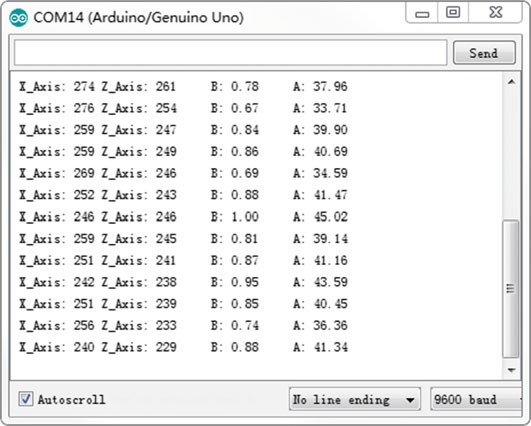 COM14 (Arduino/Genuino Uno)
Send
X_Axis: 274 Z_Axis: 261 B: 0.78 A: 37.96
X_Axis: 276 Z_Axis: 254 B: 0.67 A: 33.71
X_Axis: 259 Z_Axis: 247 B: 0.84 A: 39.90
X_Axis: 259 Z_Axis: 249 B: 0.86 A: 40.69
X_Axis: 269 Z_Axis: 246 B: 0.69 A: 34.59
X_Axis: 252 Z_Axis: 243 B: 0.88 A: 41.47
X_Axis: 246 Z_Axis: 246 B: 1.00 A: 45.02
X_Axis: 259 Z_Axis: 245 B: 0.81 A: 39.14
X_Axis: 251 Z_Axis: 241 B: 0.87 A: 41.16
X_Axis: 242 Z_Axis: 238 B: 0.95 A: 43.59
X_Axis: 251 Z_Axis: 239 B: 0.85 A: 40.45
X_Axis: 256 Z_Axis: 233 B: 0.74 A: 36.36
X_Axis: 240 Z_Axis: 229 B: 0.88 A: 41.34
Autoscroll No line ending 9600 baud